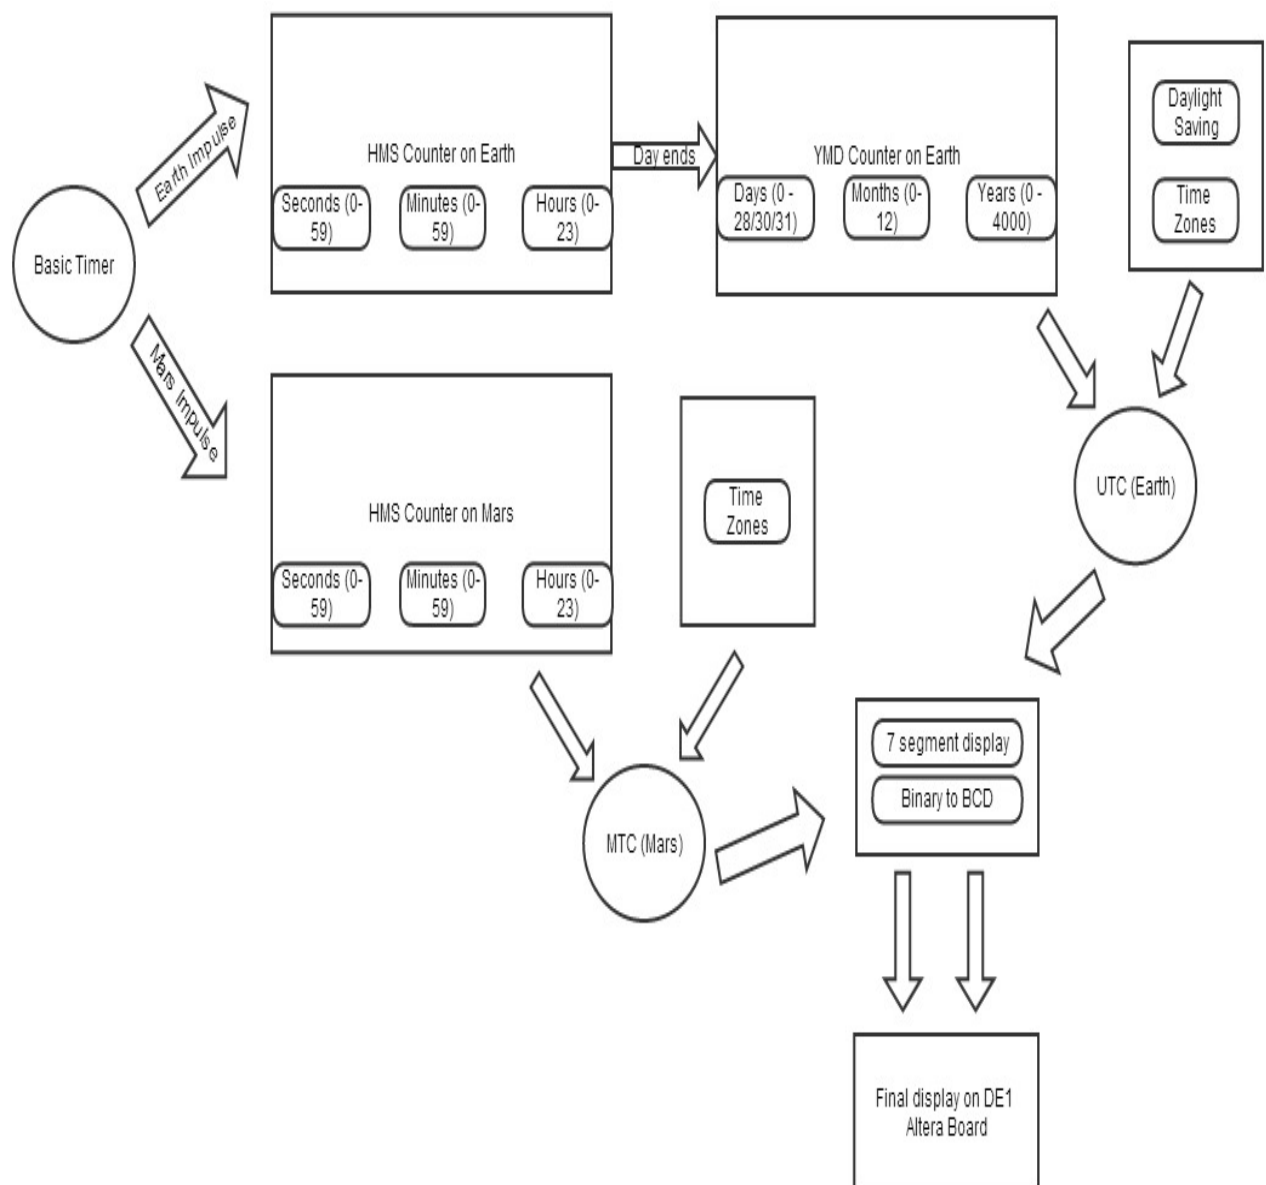 Earth Impulse
Basic Timer
Mars Impulse
HMS Counter on Earth
Seconds (0-
59)
Minutes (0-
59)
Hours (0-
23)
Day ends
YMD Counter on Earth
Days (0 -
28/30/31)
Months (0-
12)
Years (0 -
4000)
Daylight
Saving
Time
Zones
HMS Counter on Mars
Seconds (0-
59)
Minutes (0-
59)
Hours (0-
23)
Time
Zones
UTC (Earth)
MTC (Mars)
7 segment display
Binary to BCD
Final display on DE1
Altera Board